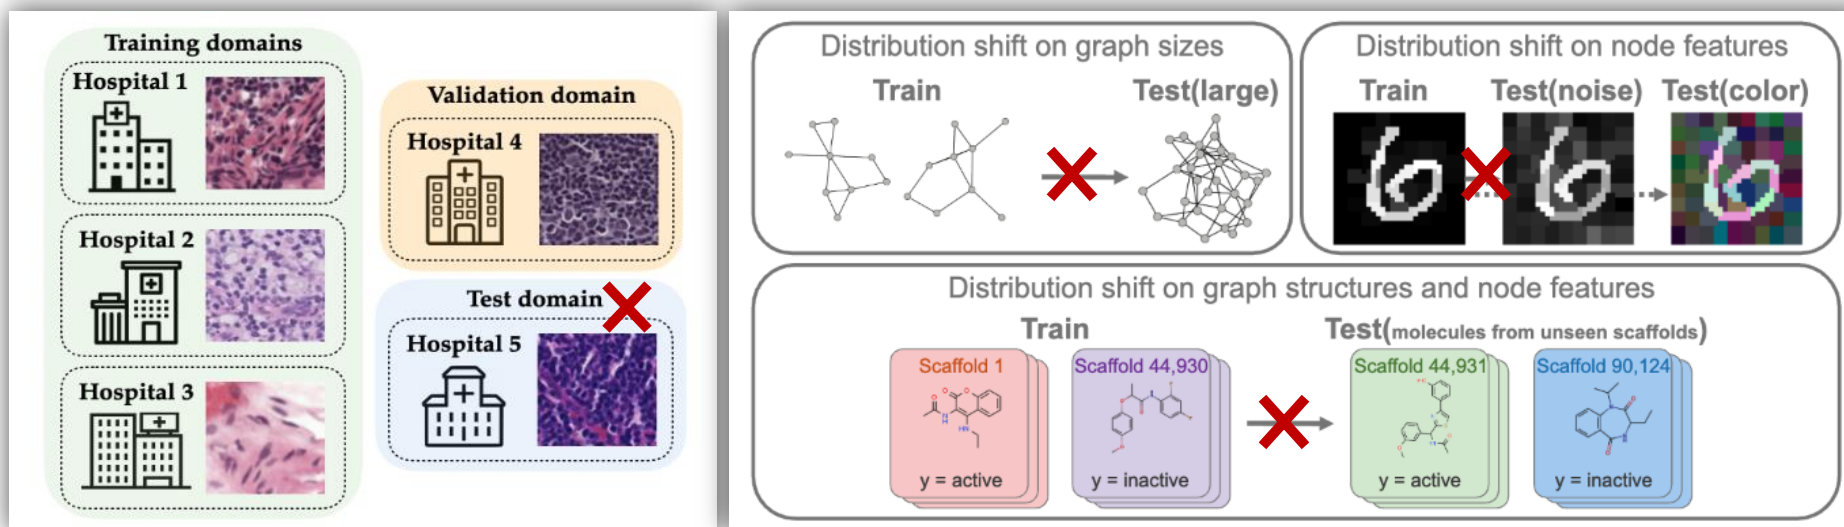 Training domains
Hospital 1
Hospital 2
Hospital 3
Validation domain
Hospital 4
Test domain
Hospital 5
Distribution shift on graph sizes
Train
Test(large)
Distribution shift on node features
Train
Test(noise)
Test(color)
Distribution shift on graph structures and node features
Train
Test(molecules from unseen scaffolds)
Scaffold 1
y = active
Scaffold 44,930
y = inactive
Scaffold 44,931
y = active
Scaffold 90,124
y = inactive